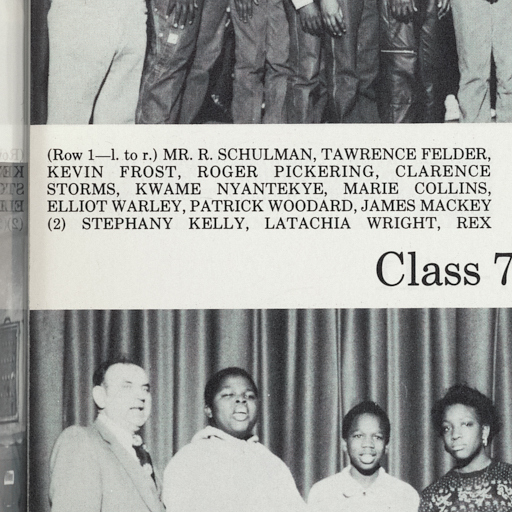 (Row 1—l. to r.) MR. R. SCHULMAN, TAWRENCE FELDER,
KEVIN FROST, ROGER PICKERING, CLARENCE
STORMS, KWAME NYANTEKYE, MARIE COLLINS,
ELLIOT WARLEY, PATRICK WOODARD, JAMES MACKEY
(2) STEPHANY KELLY, LATACHIA WRIGHT, REX
Class 7